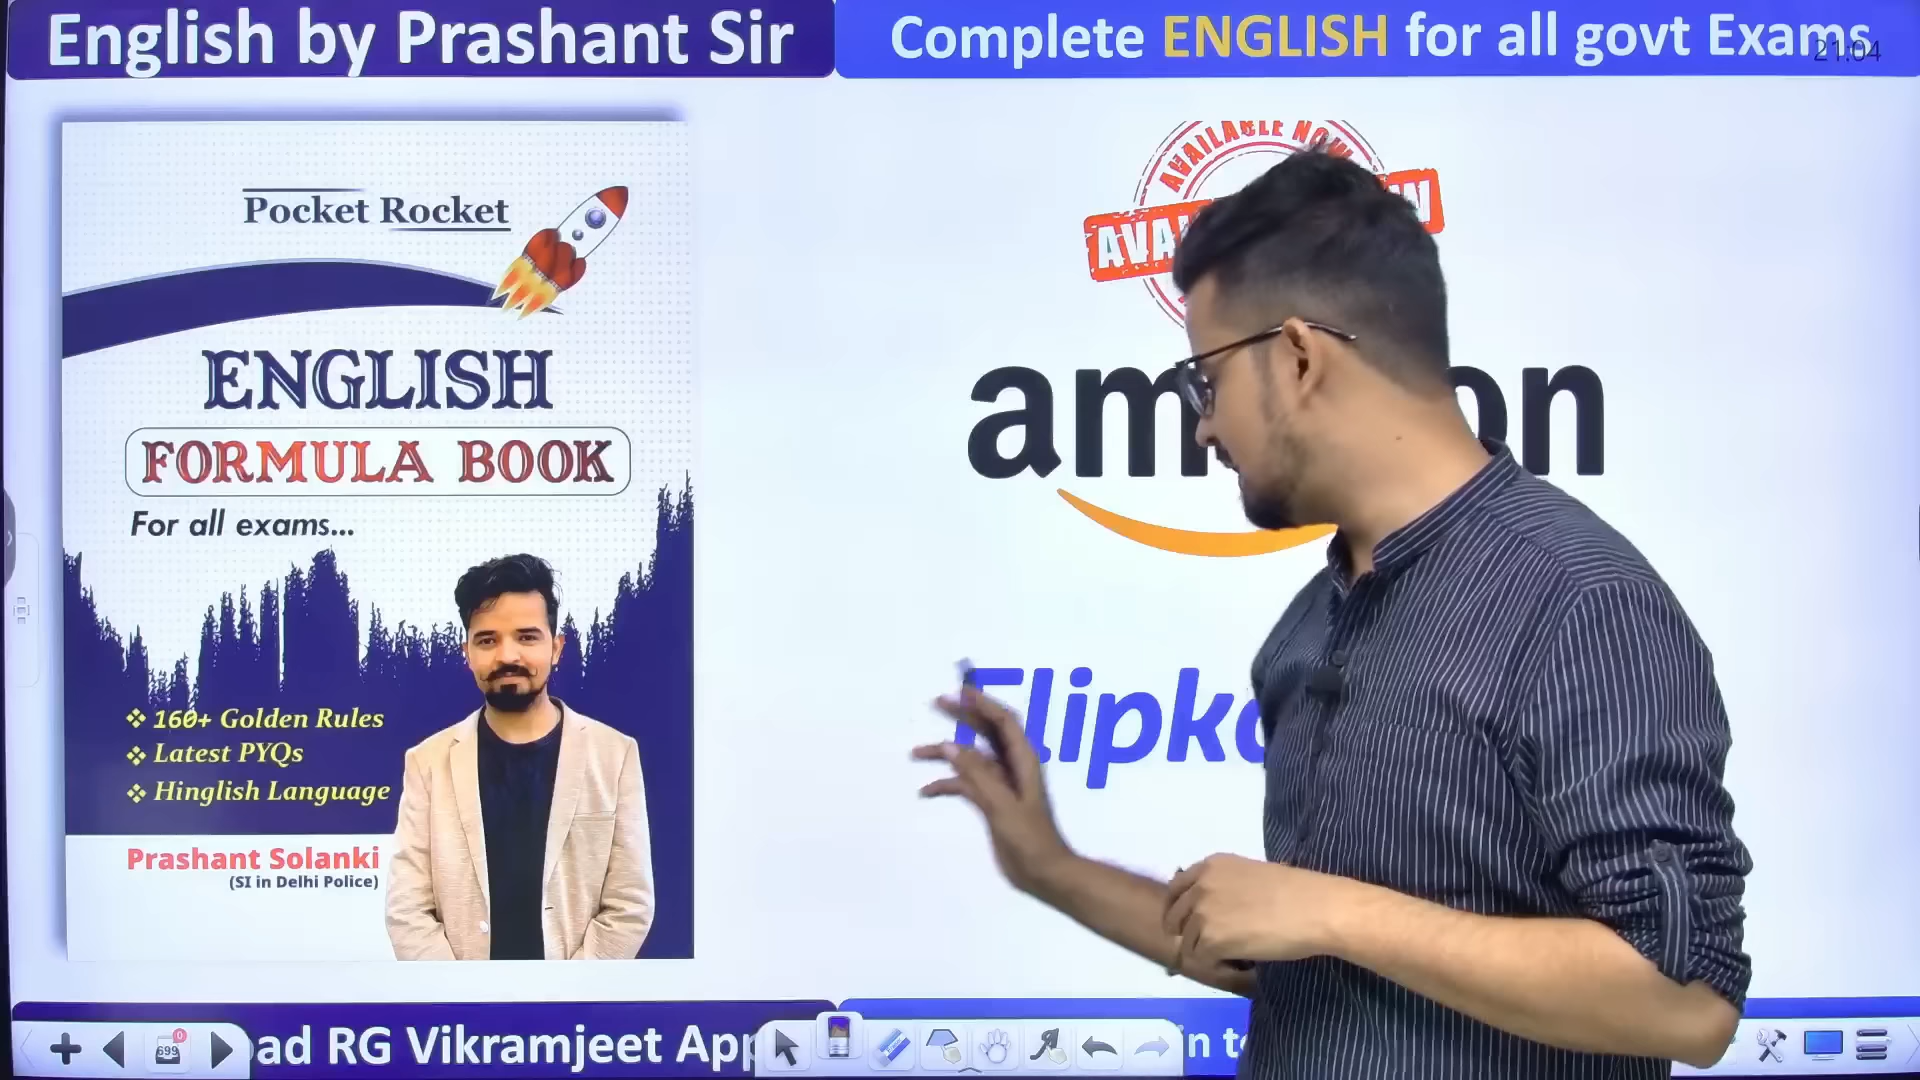 English by Prashant Sir
Complete ENGLISH for all govt Exams
21:04
Pocket Rocket
ENGLISH
FORMULA BOOK
For all exams...
❖ 160+ Golden Rules
❖ Latest PYQs
❖ Hinglish Language
Prashant Solanki
(SI in Delhi Police)
AVAILABLE NOW
RG Vikramjeet App
699
0